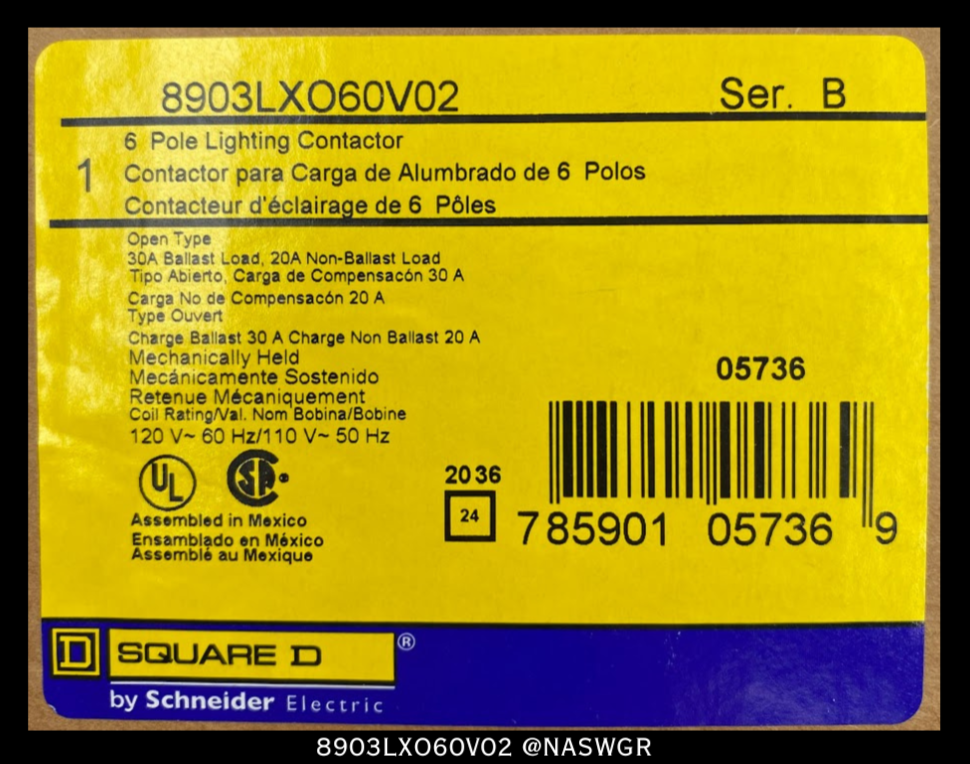 8903LXO60V02 Ser. B
6 Pole Lighting Contactor
1 Contactor para Carga de Alumbrado de 6 Polos
Contacteur d'éclairage de 6 Pôles
Open Type
30A Ballast Load, 20A Non-Ballast Load
Tipo Abierto, Carga de Compensacón 30 A
Carga No de Compensacón 20 A
Type Ouvert
Charge Ballast 30 A Charge Non Ballast 20 A
Mechanically Held
Mecánicamente Sostenido
Retenue Mécaniquement
Coil Rating/Val. Nom Bobina/Bobine
120 V~ 60 Hz/110 V~ 50 Hz
05736
UL SA
2036
24
785901 05736 9
Assembled in Mexico
Ensamblado en México
Assemblé au Mexique
D SQUARE D ®
by Schneider Electric
8903LXO60V02 @NASWGR